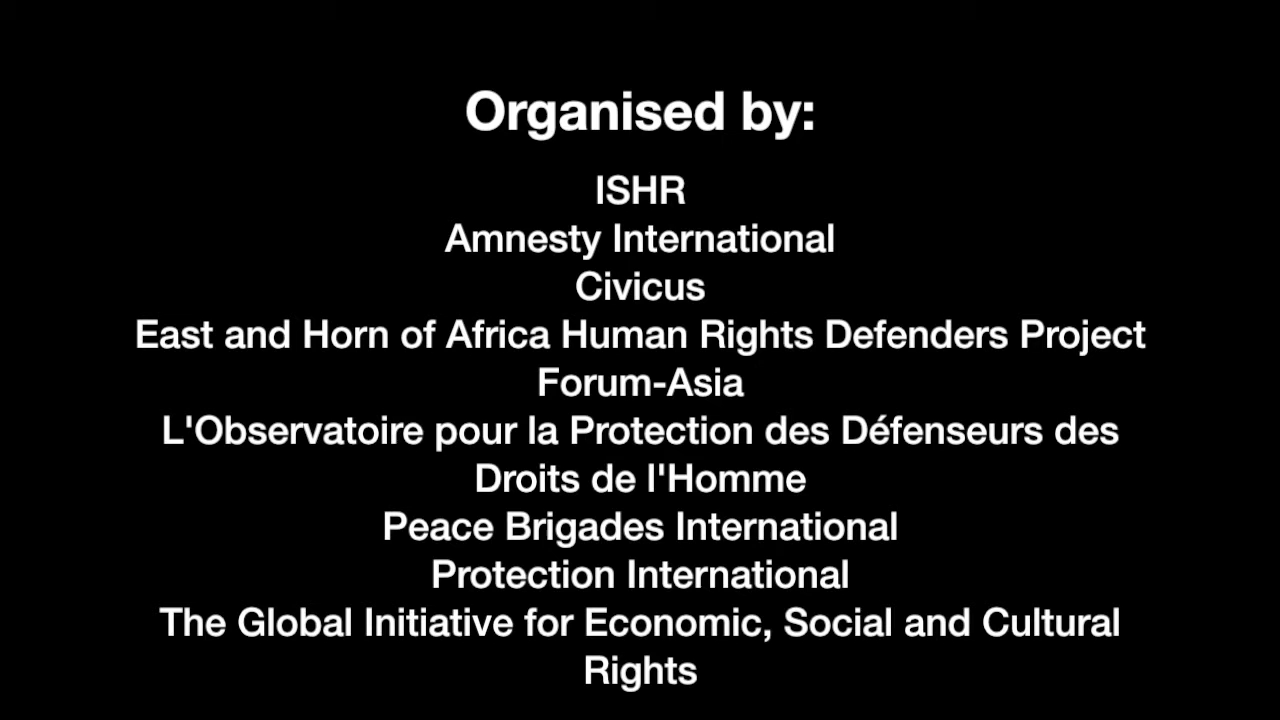 Organised by:
ISHR
Amnesty International
Civicus
East and Horn of Africa Human Rights Defenders Project
Forum-Asia
L'Observatoire pour la Protection des Défenseurs des
Droits de l'Homme
Peace Brigades International
Protection International
The Global Initiative for Economic, Social and Cultural
Rights